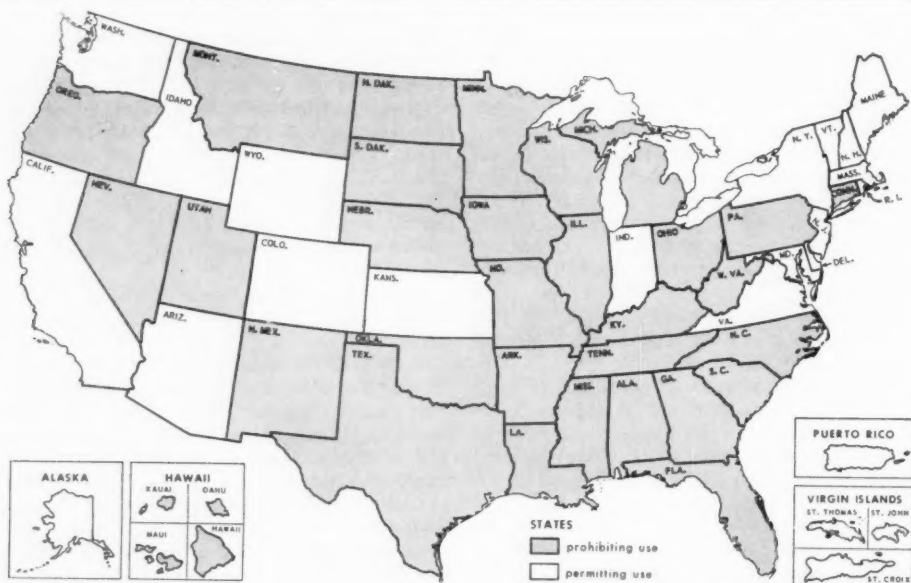 WASH.
MONT.
N. DAK.
MINN.
OREG.
IDAHO
WYO.
S. DAK.
WIS.
MICH.
MAINE
N. Y.
VT.
N. H.
MASS.
CONN.
R. I.
CALIF.
NEV.
UTAH
COLO.
NEBR.
IOWA
ILL.
IND.
OHIO
PA.
MD.
DEL.
W. VA.
VA.
KANS.
MO.
KY.
N. C.
ARIZ.
N. MEX.
OKLA.
TEX.
ARK.
TENN.
S. C.
MISS.
ALA.
GA.
LA.
FLA.
ALASKA
HAWAII
KAUAI
OAHU
MAUI
HAWAII
STATES
prohibiting use
permitting use
PUERTO RICO
VIRGIN ISLANDS
ST. THOMAS
ST. JOHN
ST. CROIX